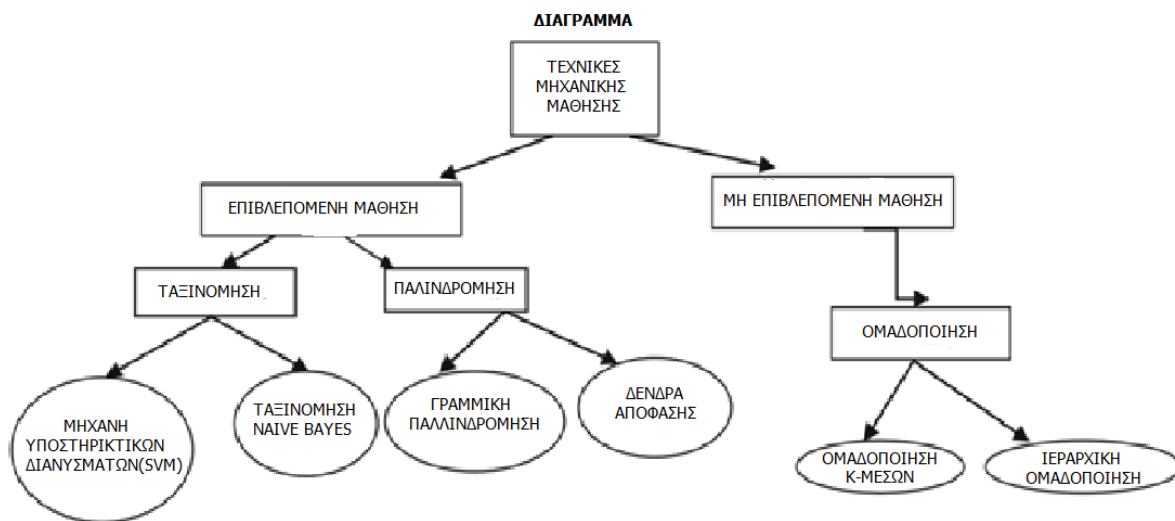 ΔΙΑΓΡΑΜΜΑ
ΤΕΧΝΙΚΕΣ
ΜΗΧΑΝΙΚΗΣ
ΜΑΘΗΣΗΣ
ΕΠΙΒΛΕΠΟΜΕΝΗ ΜΑΘΗΣΗ
ΜΗ ΕΠΙΒΛΕΠΟΜΕΝΗ ΜΑΘΗΣΗ
ΤΑΞΙΝΟΜΗΣΗ
ΠΑΛΙΝΔΡΟΜΗΣΗ
ΟΜΑΔΟΠΟΙΗΣΗ
ΜΗΧΑΝΗ
ΥΠΟΣΤΗΡΙΚΤΙΚΩΝ
ΔΙΑΝΥΣΜΑΤΩΝ(SVM)
ΤΑΞΙΝΟΜΗΣΗ
NAIVE BAYES
ΓΡΑΜΜΙΚΗ
ΠΑΛΛΙΝΔΡΟΜΗΣΗ
ΔΕΝΔΡΑ
ΑΠΟΦΑΣΗΣ
ΟΜΑΔΟΠΟΙΗΣΗ
Κ-ΜΕΣΩΝ
ΙΕΡΑΡΧΙΚΗ
ΟΜΑΔΟΠΟΙΗΣΗ